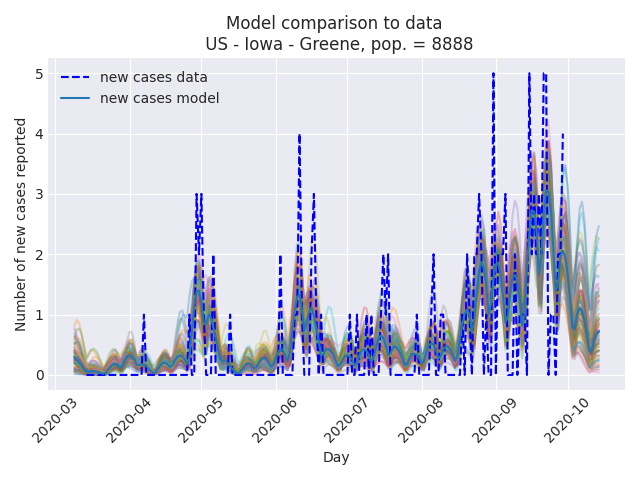 Model comparison to data
US - Iowa - Greene, pop. = 8888
new cases data
new cases model
Number of new cases reported
5
4
3
2
1
0
2020-03
2020-04
2020-05
2020-06
2020-07
2020-08
2020-09
2020-10
Day